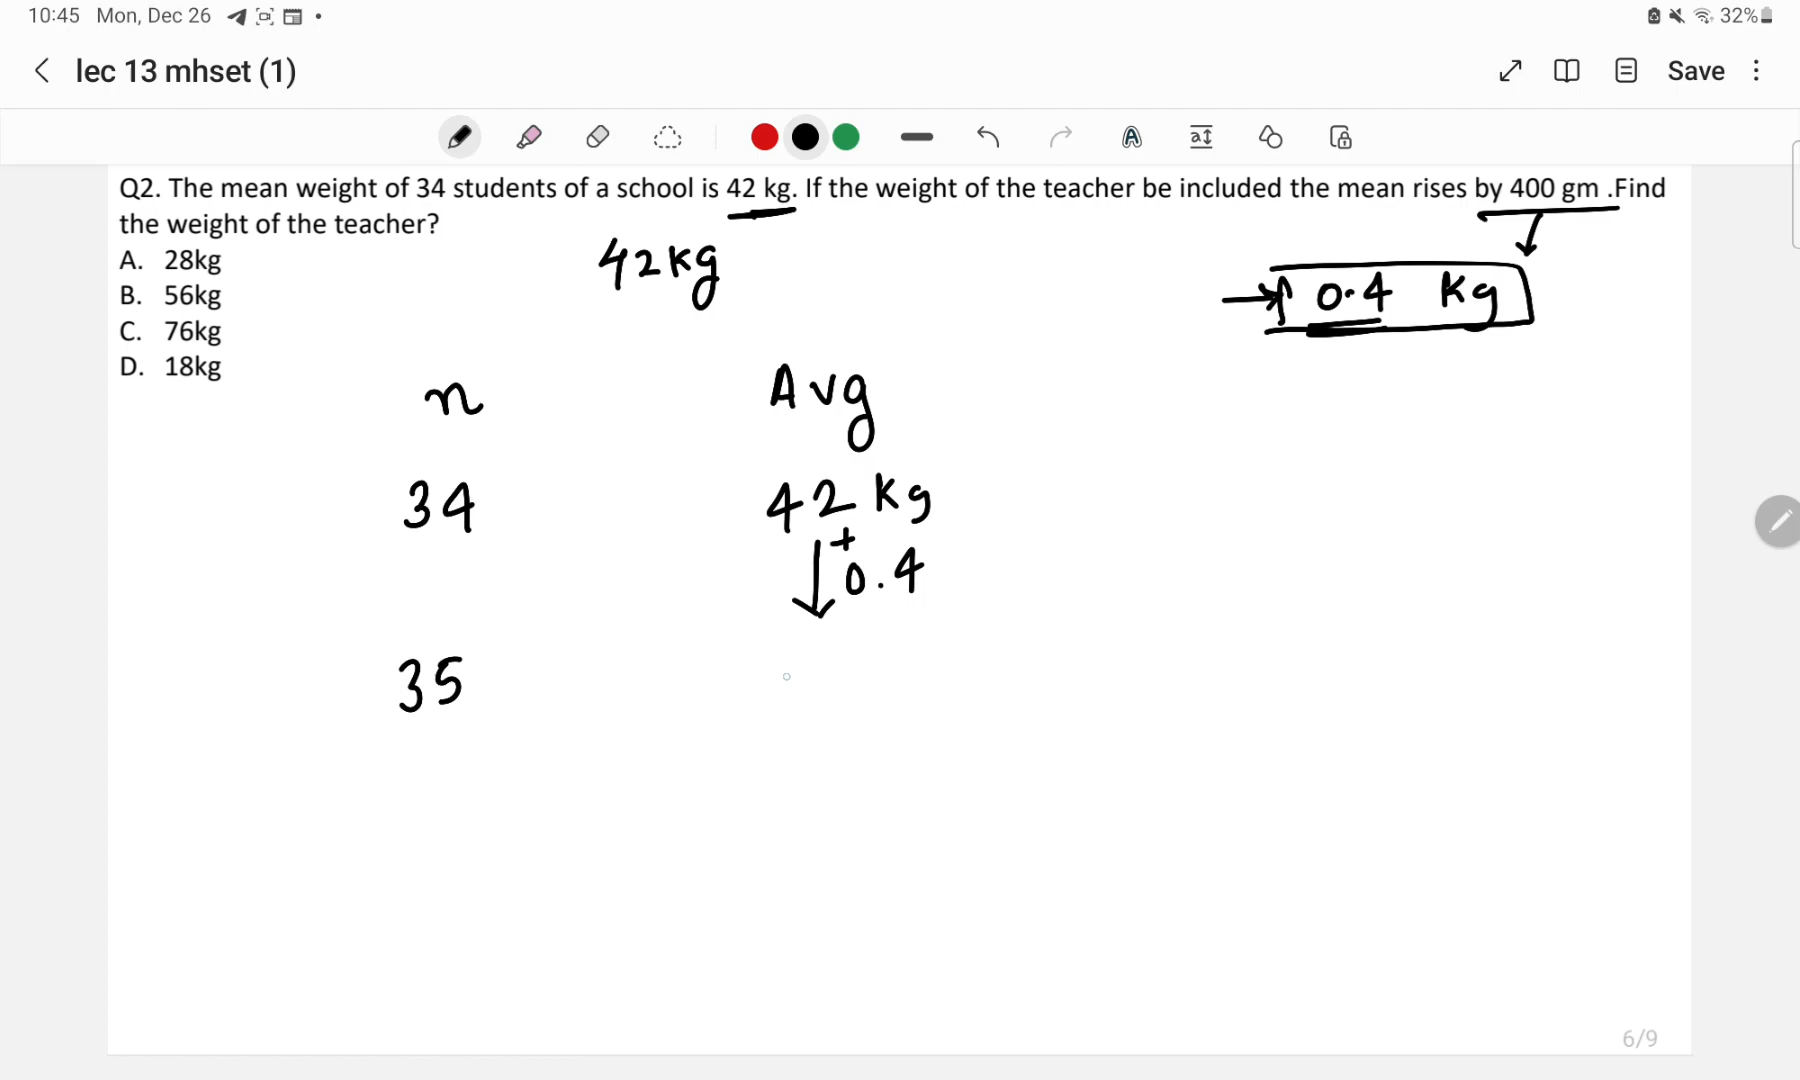 10:45 Mon, Dec 26 32%
lec 13 mhset (1) Save
Q2. The mean weight of 34 students of a school is 42 kg. If the weight of the teacher be included the mean rises by 400 gm .Find
the weight of the teacher?
A. 28kg
B. 56kg
C. 76kg
D. 18kg
42kg
0.4 kg
n Avg
34 42 kg
+
0.4
35
6/9